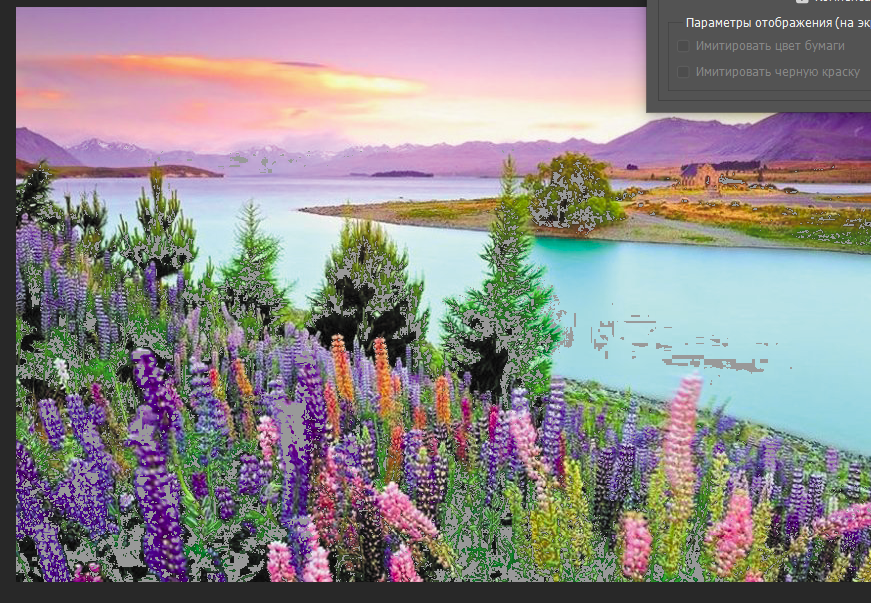 Параметры отображения (на эк
Имитировать цвет бумаги
Имитировать черную краску